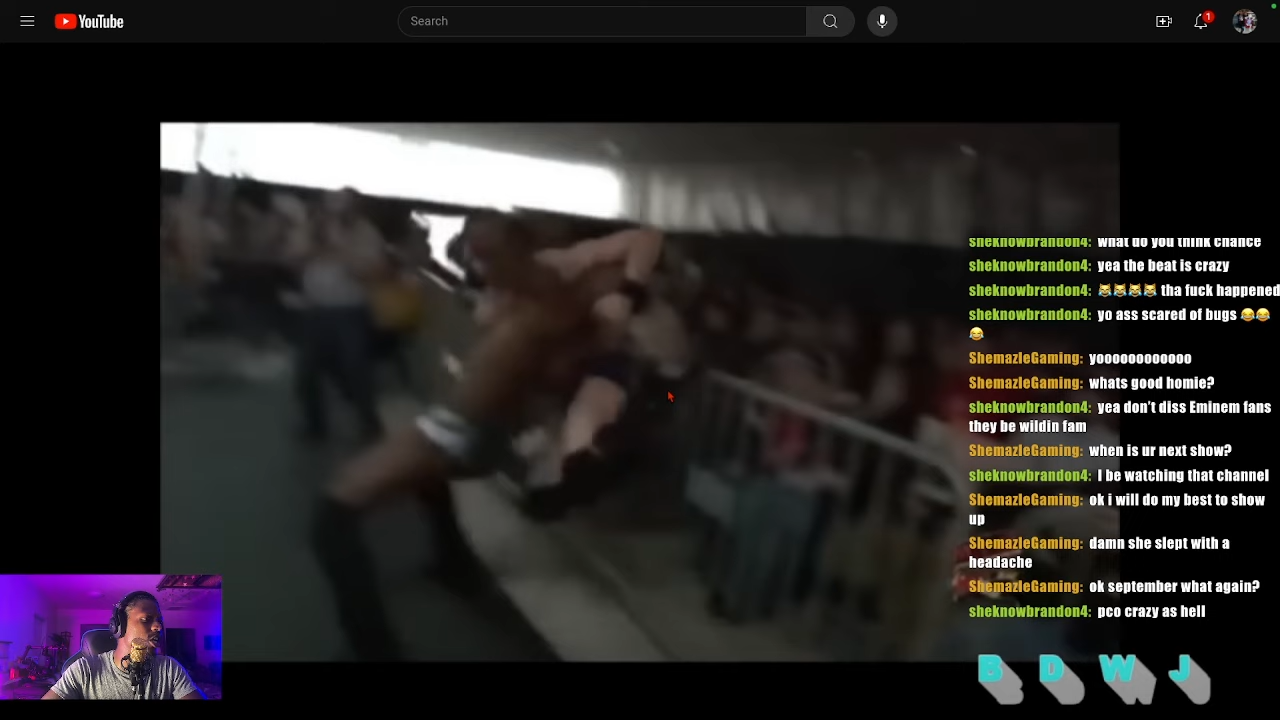 YouTube
Search
1
sheknowbrandon4: what do you think chance
sheknowbrandon4: yea the beat is crazy
sheknowbrandon4: 😹😹😹😹 tha fuck happened
sheknowbrandon4: yo ass scared of bugs 😂😂
😂
ShemazleGaming: yoooooooooooo
ShemazleGaming: whats good homie?
sheknowbrandon4: yea don't diss Eminem fans
they be wildin fam
ShemazleGaming: when is ur next show?
sheknowbrandon4: I be watching that channel
ShemazleGaming: ok i will do my best to show
up
ShemazleGaming: damn she slept with a
headache
ShemazleGaming: ok september what again?
sheknowbrandon4: pco crazy as hell
B D W J